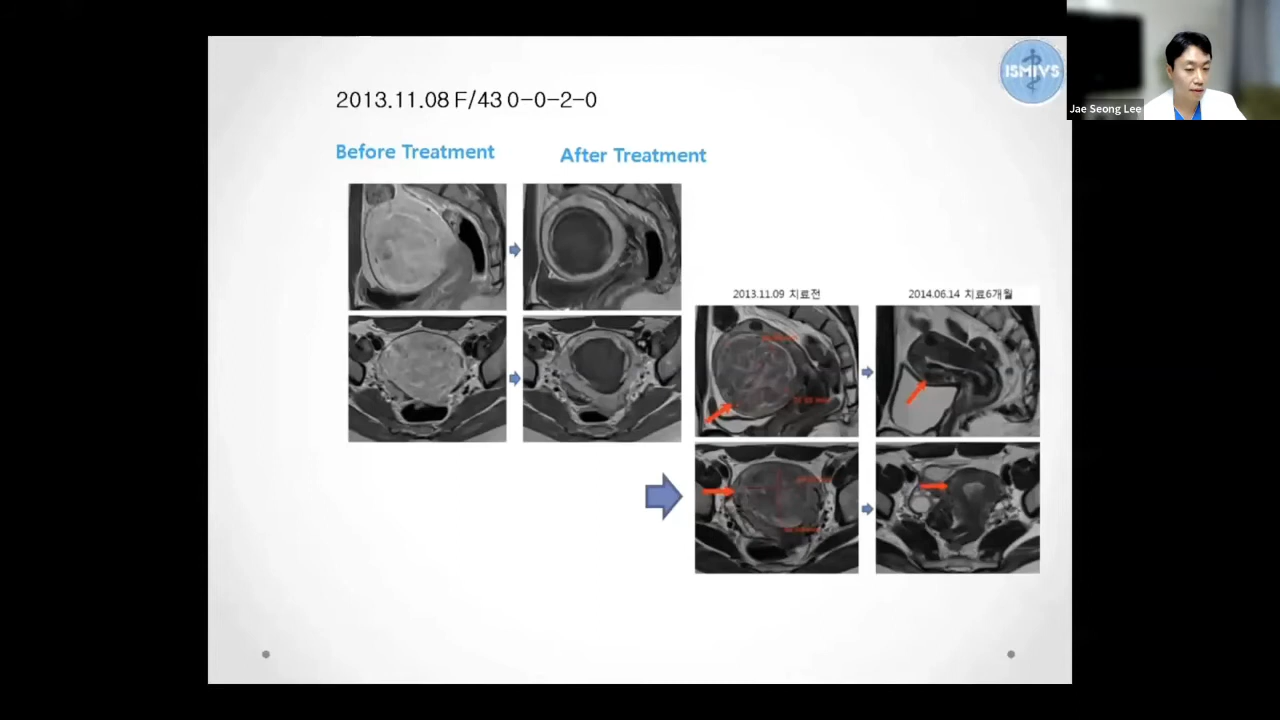 ISMIVS
Jae Seong Lee
2013.11.08 F/43 0-0-2-0
Before Treatment
After Treatment
2013.11.09 치료전
2014.06.14 치료6개월